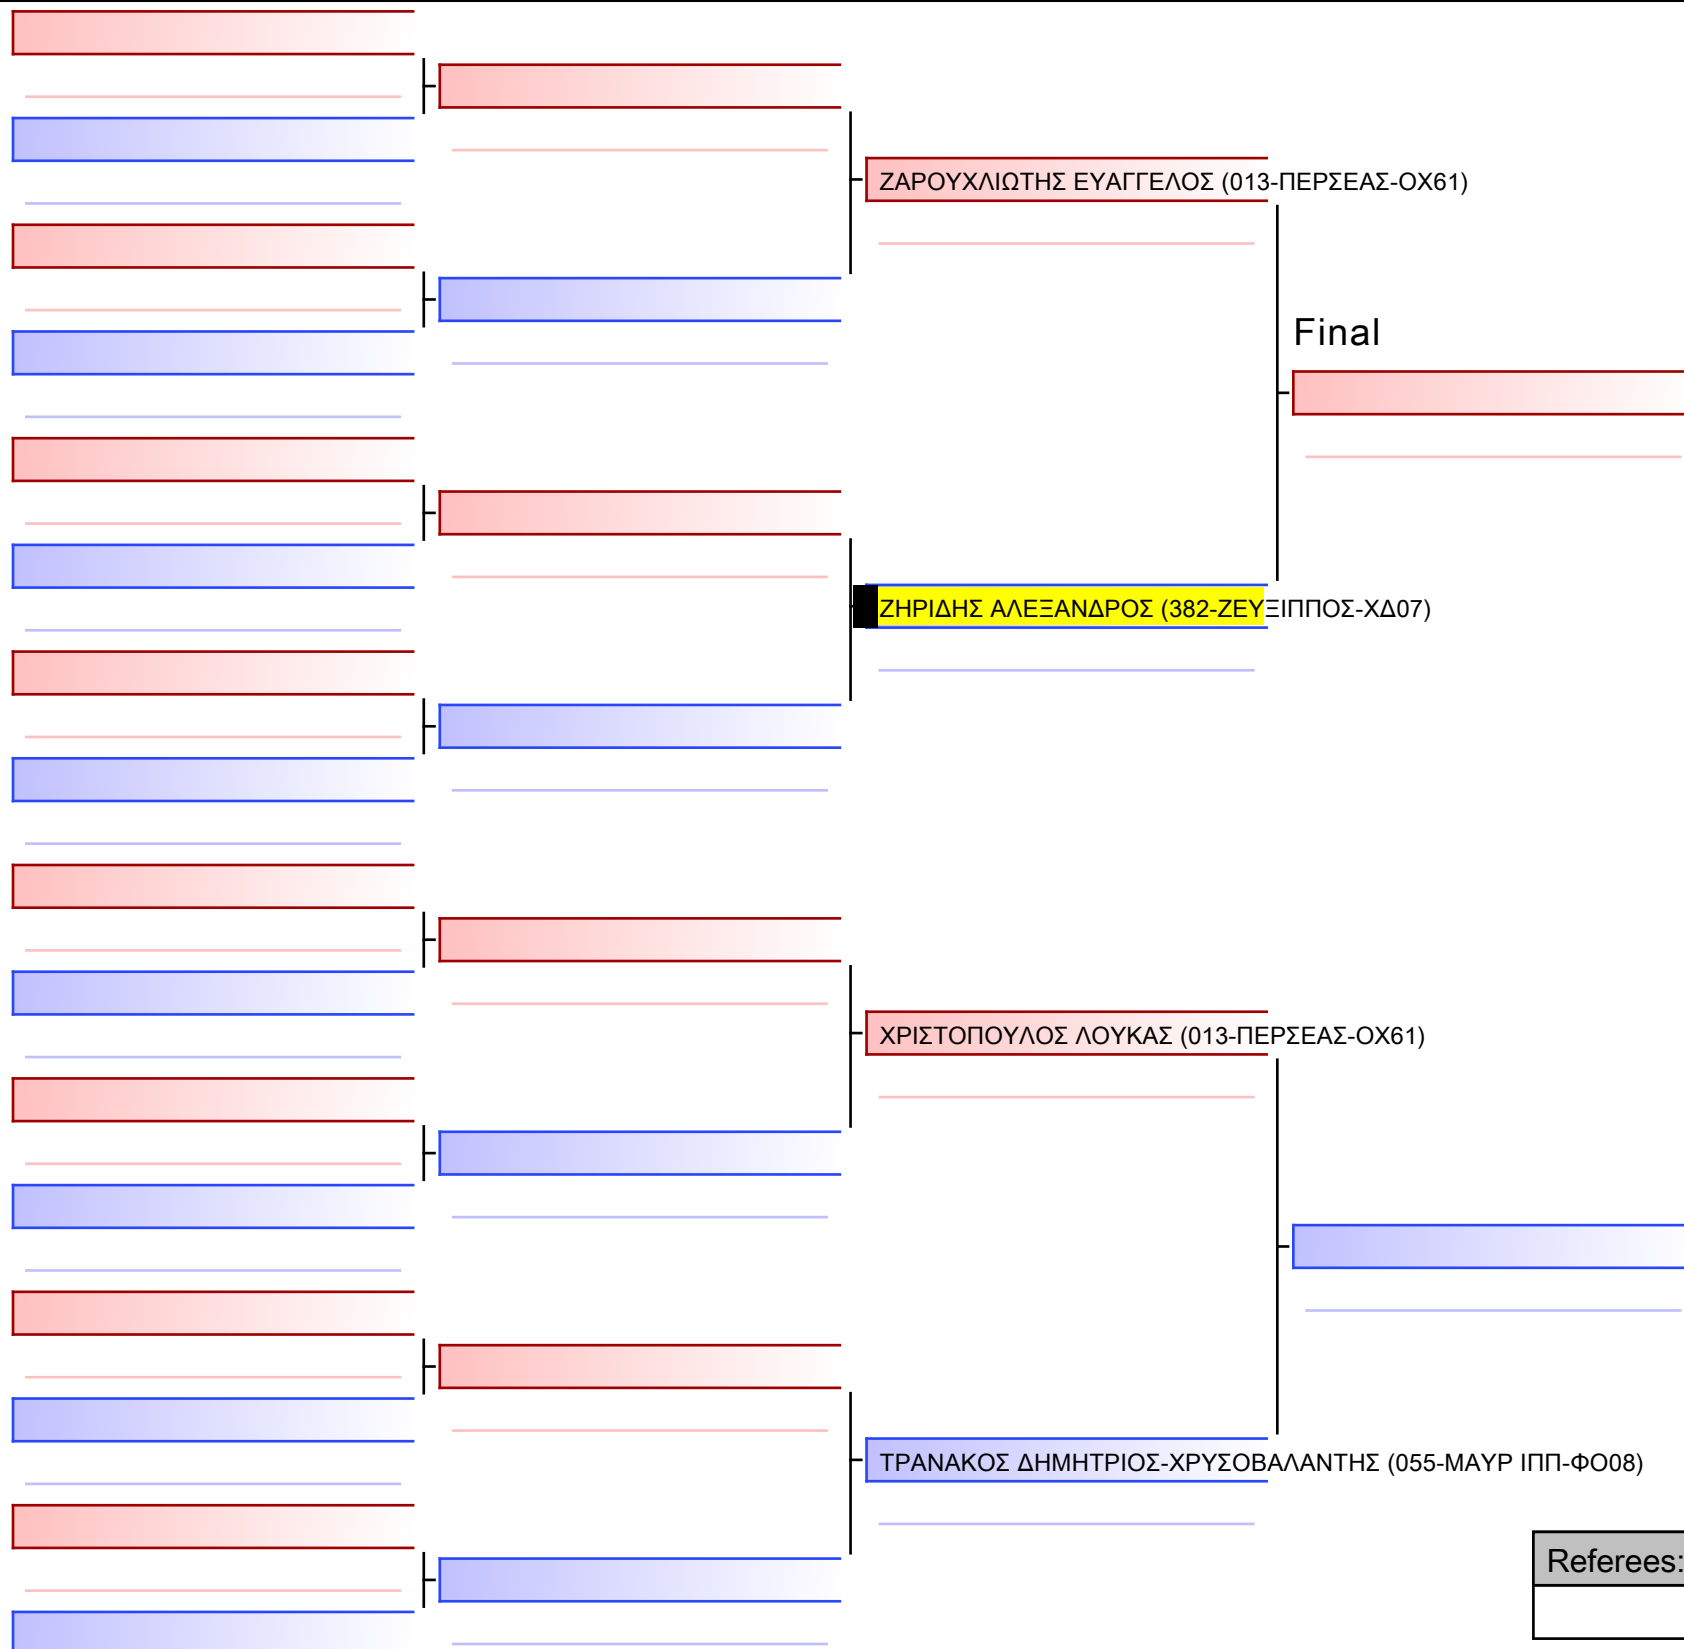 ΖΑΡΟΥΧΛΙΩΤΗΣ ΕΥΑΓΓΕΛΟΣ (013-ΠΕΡΣΕΑΣ-ΟΧ61)
Final
ΖΗΡΙΔΗΣ ΑΛΕΞΑΝΔΡΟΣ (382-ΖΕΥΞΙΠΠΟΣ-ΧΔ07)
ΧΡΙΣΤΟΠΟΥΛΟΣ ΛΟΥΚΑΣ (013-ΠΕΡΣΕΑΣ-ΟΧ61)
ΤΡΑΝΑΚΟΣ ΔΗΜΗΤΡΙΟΣ-ΧΡΥΣΟΒΑΛΑΝΤΗΣ (055-ΜΑΥΡ ΙΠΠ-ΦΟ08)
Referees: